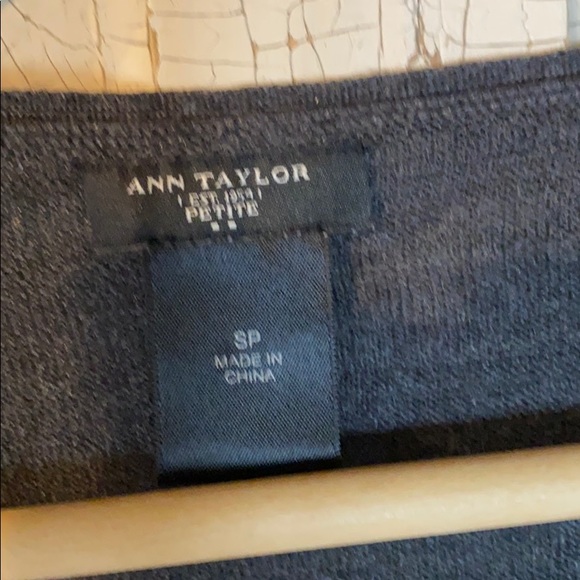 ANN TAYLOR
EST. 1954
PETITE
SP
MADE IN
CHINA